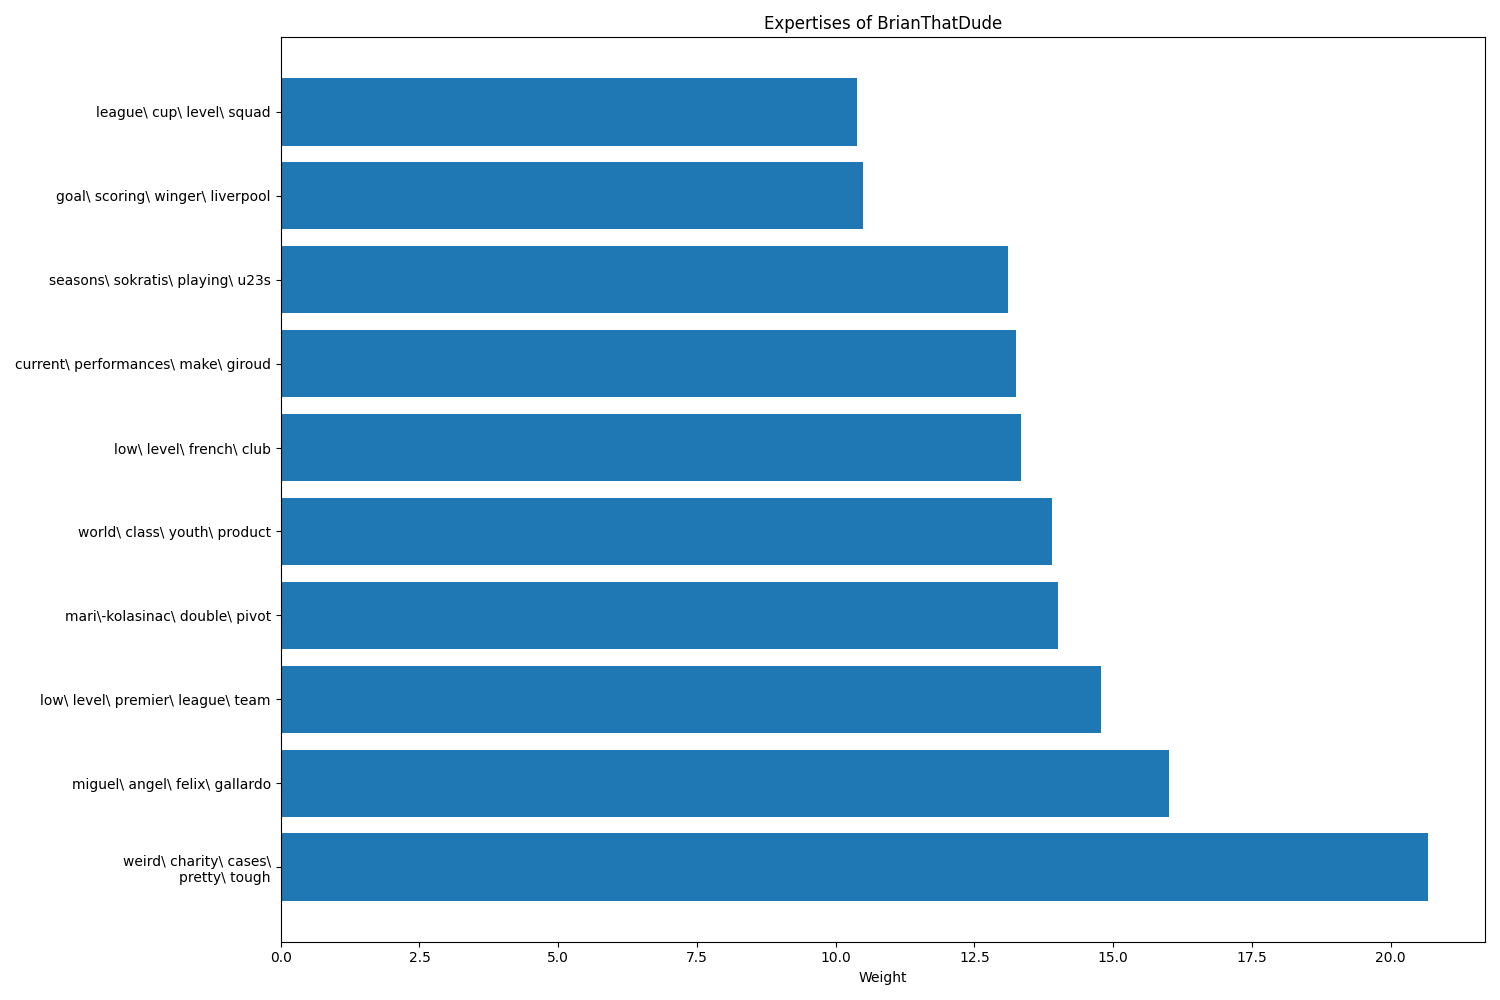 Expertises of BrianThatDude
league\ cup\ level\ squad
goal\ scoring\ winger\ liverpool
seasons\ sokratis\ playing\ u23s
current\ performances\ make\ giroud
low\ level\ french\ club
world\ class\ youth\ product
mari\-kolasinac\ double\ pivot
low\ level\ premier\ league\ team
miguel\ angel\ felix\ gallardo
weird\ charity\ cases\
pretty\ tough
0.0 2.5 5.0 7.5 10.0 12.5 15.0 17.5 20.0
Weight